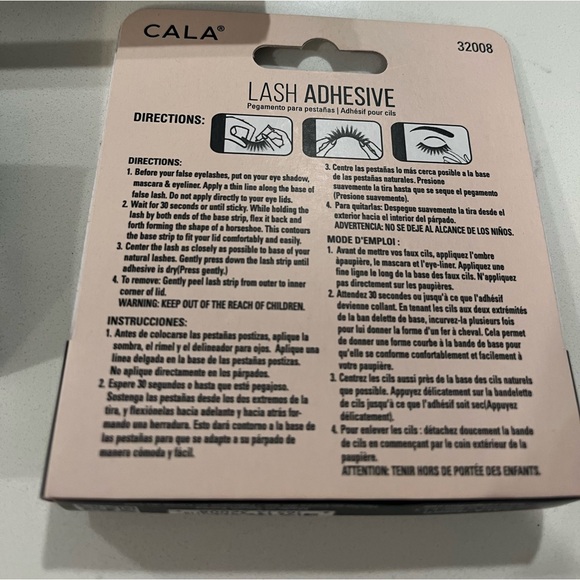 CALA®
32008
LASH ADHESIVE
Pegamento para pestañas | Adhésif pour cils
DIRECTIONS:
DIRECTIONS:
1. Before your false eyelashes, put on your eye shadow,
mascara & eyeliner. Apply a thin line along the base of
false lash. Do not apply directly to your eye lids.
2. Wait for 30 seconds or until sticky. While holding the
lash by both ends of the base strip, flex it back and
forth forming the shape of a horseshoe. This contours
the base strip to fit your lid comfortably and easily.
3. Center the lash as closely as possible to base of your
natural lashes. Gently press down the lash strip until
adhesive is dry(Press gently.)
4. To remove: Gently peel lash strip from outer to inner
corner of lid.
WARNING: KEEP OUT OF THE REACH OF CHILDREN.
INSTRUCCIONES:
1. Antes de colocarse las pestañas postizas, aplique la
sombra, el rimel y el delineador para ojos. Aplique una
línea delgada en la base de las pestañas postizas.
No aplique directamente en los párpados.
2. Espere 30 segundos o hasta que esté pegajoso.
Sostenga las pestañas desde los dos extremos de la
tira, y flexiónelas hacia adelante y hacia atrás for-
mando una herradura. Esto dará contorno a la base de
las pestañas para que se adapte a su párpado de
manera cómoda y fácil.
3. Centre las pestañas lo más cerca posible a la base
de las pestañas naturales. Presione
suavemente la tira hasta que se seque el pegamento
(Presione suavemente).
4. Para quitarlas: Despegue suavemente la tira desde el
exterior hacia el interior del párpado.
ADVERTENCIA: NO SE DEJE AL ALCANCE DE LOS NIÑOS.
MODE D'EMPLOI :
1. Avant de metrre vos faux cils, appliquez l'ombre
àpaupière, le mascara et l'eye-liner. Appliquez une
fine ligne le long de la base des faux cils. N'appliquez
pas directement sur les paupières.
2. Attendez 30 secondes ou jusqu'à ce que l'adhésif
devienne collant. En tenant les cils aux deux extrémités
de la ban delette de base, incurvez-la plusieurs fois
pour lui donner la forme d'un fer à cheval. Cela permet
de donner une forme courbe à la bande de base pour
qu'elle se conforme confortablement et facilement à
votre paupière.
3. Centrez les cils aussi près de la base des cils naturels
que possible. Appuyez délicatement sur la bandelette
de cils jusqu'à ce que l'adhésif soit sec(Appuyez
délicatement).
4. Pour enlever les cils : détachez doucement la bande
de cils en commençant par le coin extérieur de la
paupière.
ATTENTION: TENIR HORS DE PORTÉE DES ENFANTS.